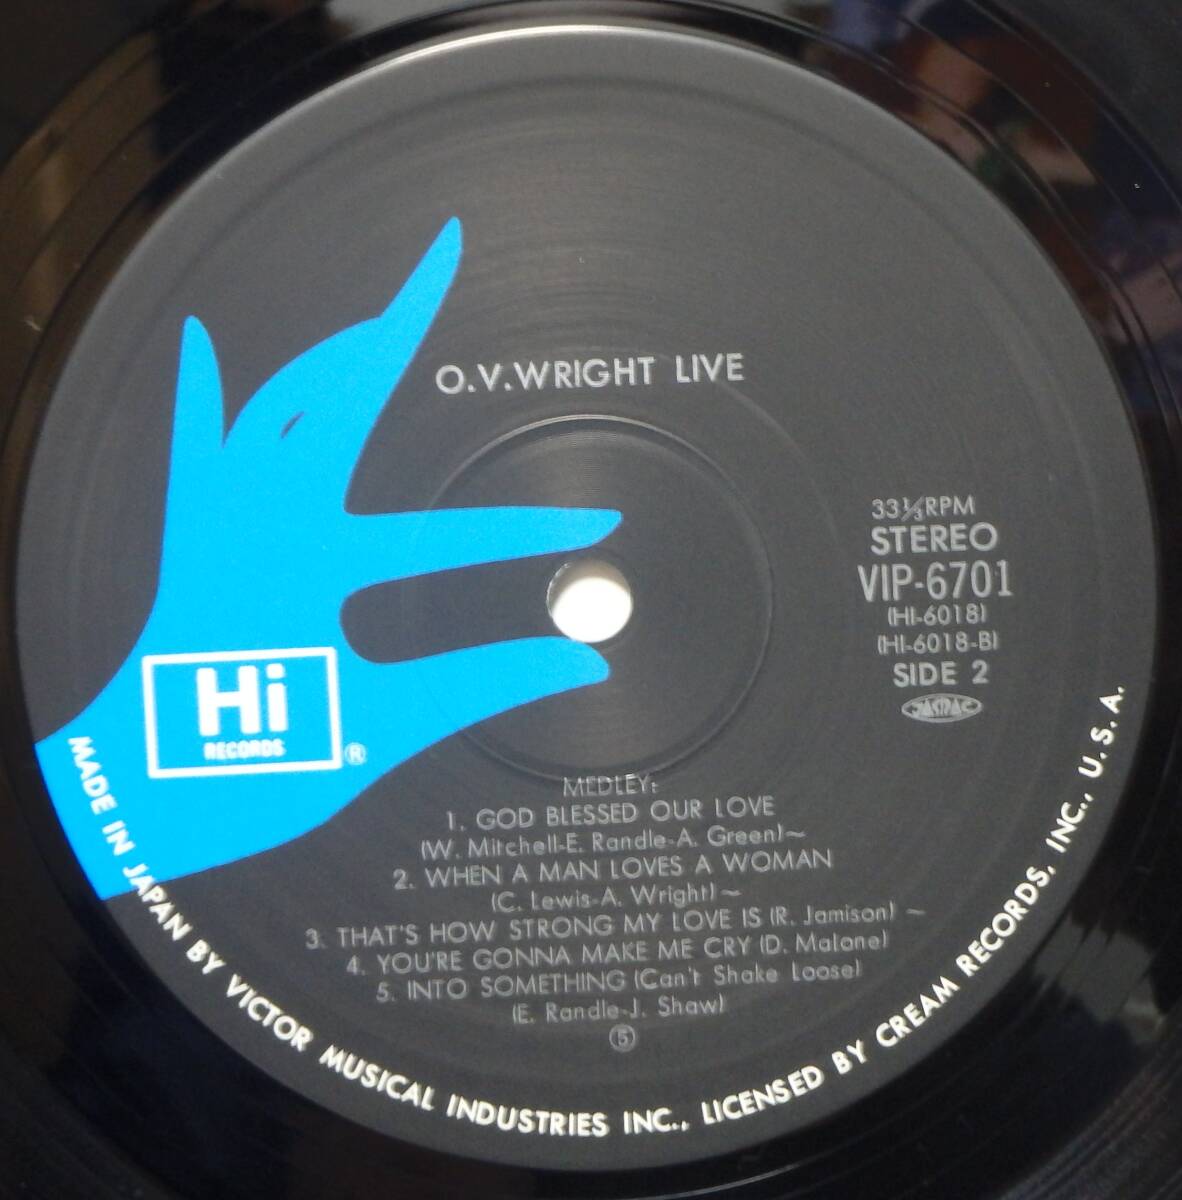 O.V.WRIGHT LIVE
33⅓RPM
STEREO
VIP-6701
(HI-6018)
(HI-6018-B)
SIDE 2
JASRAC
Hi
RECORDS
®
MEDLEY:
1. GOD BLESSED OUR LOVE
(W. Mitchell-E. Randle-A. Green)~
2. WHEN A MAN LOVES A WOMAN
(C. Lewis-A. Wright)~
3. THAT'S HOW STRONG MY LOVE IS (R. Jamison) ~
4. YOU'RE GONNA MAKE ME CRY (D. Malone)
5. INTO SOMETHING (Can't Shake Loose)
(E. Randle-J. Shaw)
⑤
MADE IN JAPAN BY VICTOR MUSICAL INDUSTRIES INC., LICENSED BY CREAM RECORDS, INC., U.S.A.